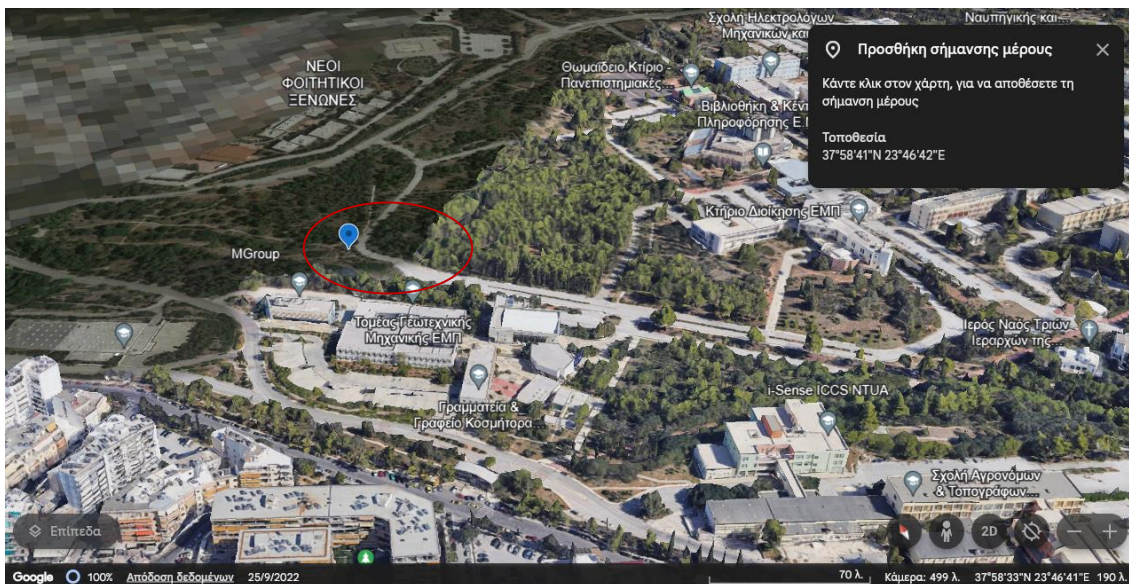 Σχολή Ηλεκτρολόγων
Μηχανικών και
Ναυπηγικής και...
ΝΕΟΙ
ΦΟΙΤΗΤΙΚΟΙ
ΞΕΝΩΝΕΣ
Θωμαΐδειο Κτίριο -
Πανεπιστημιακές...
Βιβλιοθήκη & Κέντ
Πληροφόρησης Ε.Μ
Προσθήκη σήμανσης μέρους
Κάντε κλικ στον χάρτη, για να αποθέσετε τη
σήμανση μέρους
Τοποθεσία
37°58'41"N 23°46'42"E
Κτήριο Διοίκησης ΕΜΠ
MGroup
Τομέας Γεωτεχνικής
Μηχανικής ΕΜΠ
Ιερός Ναός Τριών
Ιεραρχών της...
i-Sense ICCS NTUA
Γραμματεία &
Γραφείο Κοσμήτορα...
Σχολή Αγρονόμων
& Τοπογράφων...
Επίπεδα
2D
Google 100% Απόδοση δεδομένων 25/9/2022 70 λ. Κάμερα: 499 λ. 37°58'33"N 23°46'41"E 190 λ.